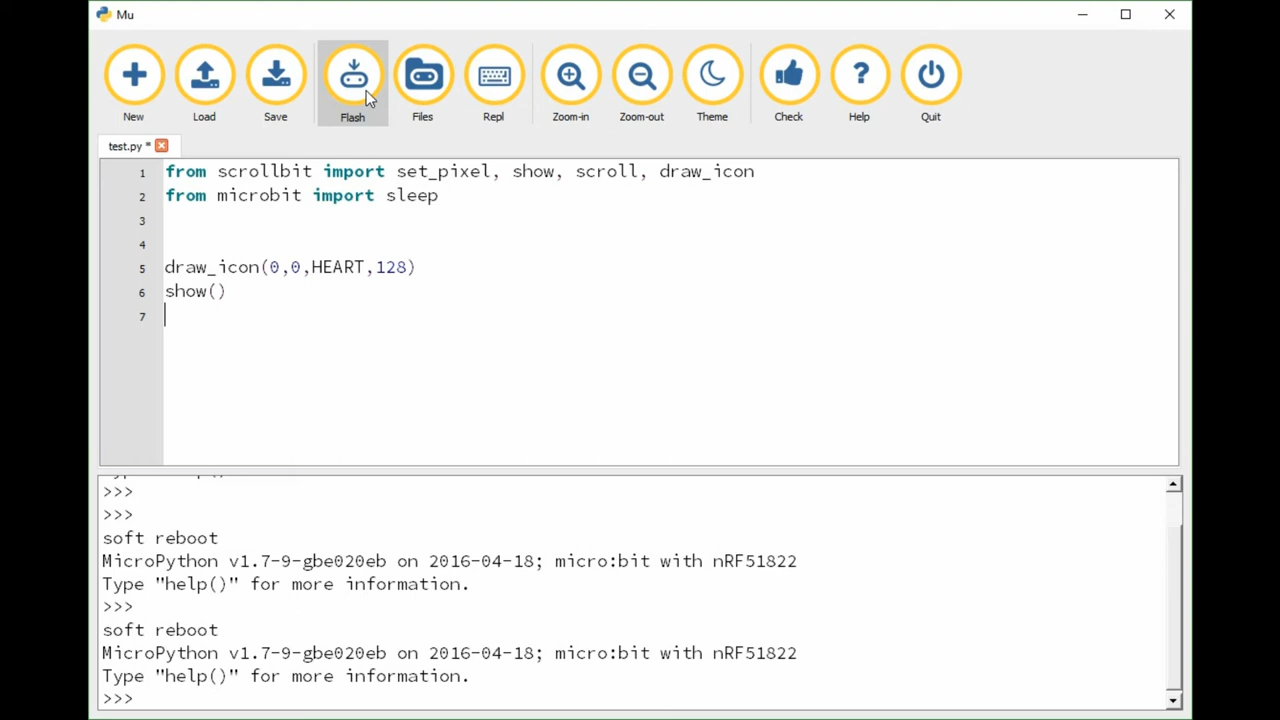 Mu
New Load Save Flash Files Repl Zoom-in Zoom-out Theme Check Help Quit
test.py *
1 from scrollbit import set_pixel, show, scroll, draw_icon
2 from microbit import sleep
3
4
5 draw_icon(0,0,HEART,128)
6 show()
7
>>>
>>>
soft reboot
MicroPython v1.7-9-gbe020eb on 2016-04-18; micro:bit with nRF51822
Type "help()" for more information.
>>>
soft reboot
MicroPython v1.7-9-gbe020eb on 2016-04-18; micro:bit with nRF51822
Type "help()" for more information.
>>>